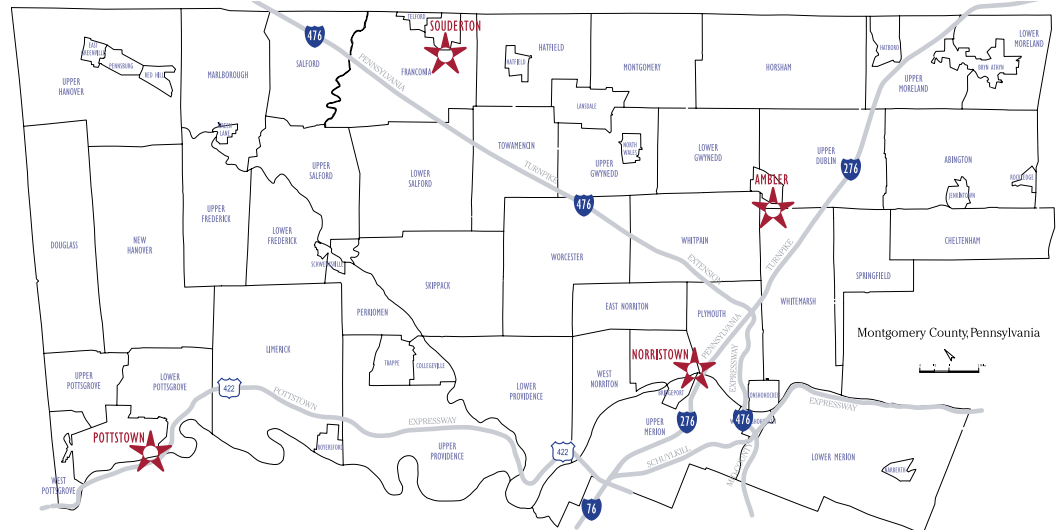 TELFORD
SOUDERTON
476
EAST
GREENVILLE
PENNSBURG
RED HILL
UPPER
HANOVER
MARLBOROUGH
SALFORD
PENNSYLVANIA
FRANCONIA
HATFIELD
HATFIELD
MONTGOMERY
HORSHAM
HATBORO
LOWER
MORELAND
BRYN ATHYN
UPPER
MORELAND
LANSDALE
GREEN
LANE
TOWAMENCIN
NORTH
WALES
UPPER
GWYNEDD
LOWER
GWYNEDD
UPPER
DUBLIN
276
ABINGTON
ROCKLEDGE
JENKINTOWN
UPPER
SALFORD
LOWER
SALFORD
TURNPIKE
476
AMBLER
UPPER
FREDERICK
LOWER
FREDERICK
DOUGLASS
NEW
HANOVER
SCHWENKSVILLE
WORCESTER
WHITPAIN
EXTENSION
TURNPIKE
CHELTENHAM
SPRINGFIELD
SKIPPACK
PERKIOMEN
EAST NORRITON
PLYMOUTH
WHITEMARSH
Montgomery County, Pennsylvania
PENNSYLVANIA
LIMERICK
TRAPPE
COLLEGEVILLE
NORRISTOWN
EXPRESSWAY
UPPER
POTTSGROVE
LOWER
POTTSGROVE
422
POTTSTOWN
LOWER
PROVIDENCE
WEST
NORRITON
BRIDGEPORT
ONSHOHOCKEN
EXPRESSWAY
EXPRESSWAY
POTTSTOWN
ROYERSFORD
UPPER
PROVIDENCE
422
UPPER
MERION
276
476
SCHUYLKILL
MID-COUNTY
LOWER MERION
NARBERTH
WEST
POTTSGROVE
76